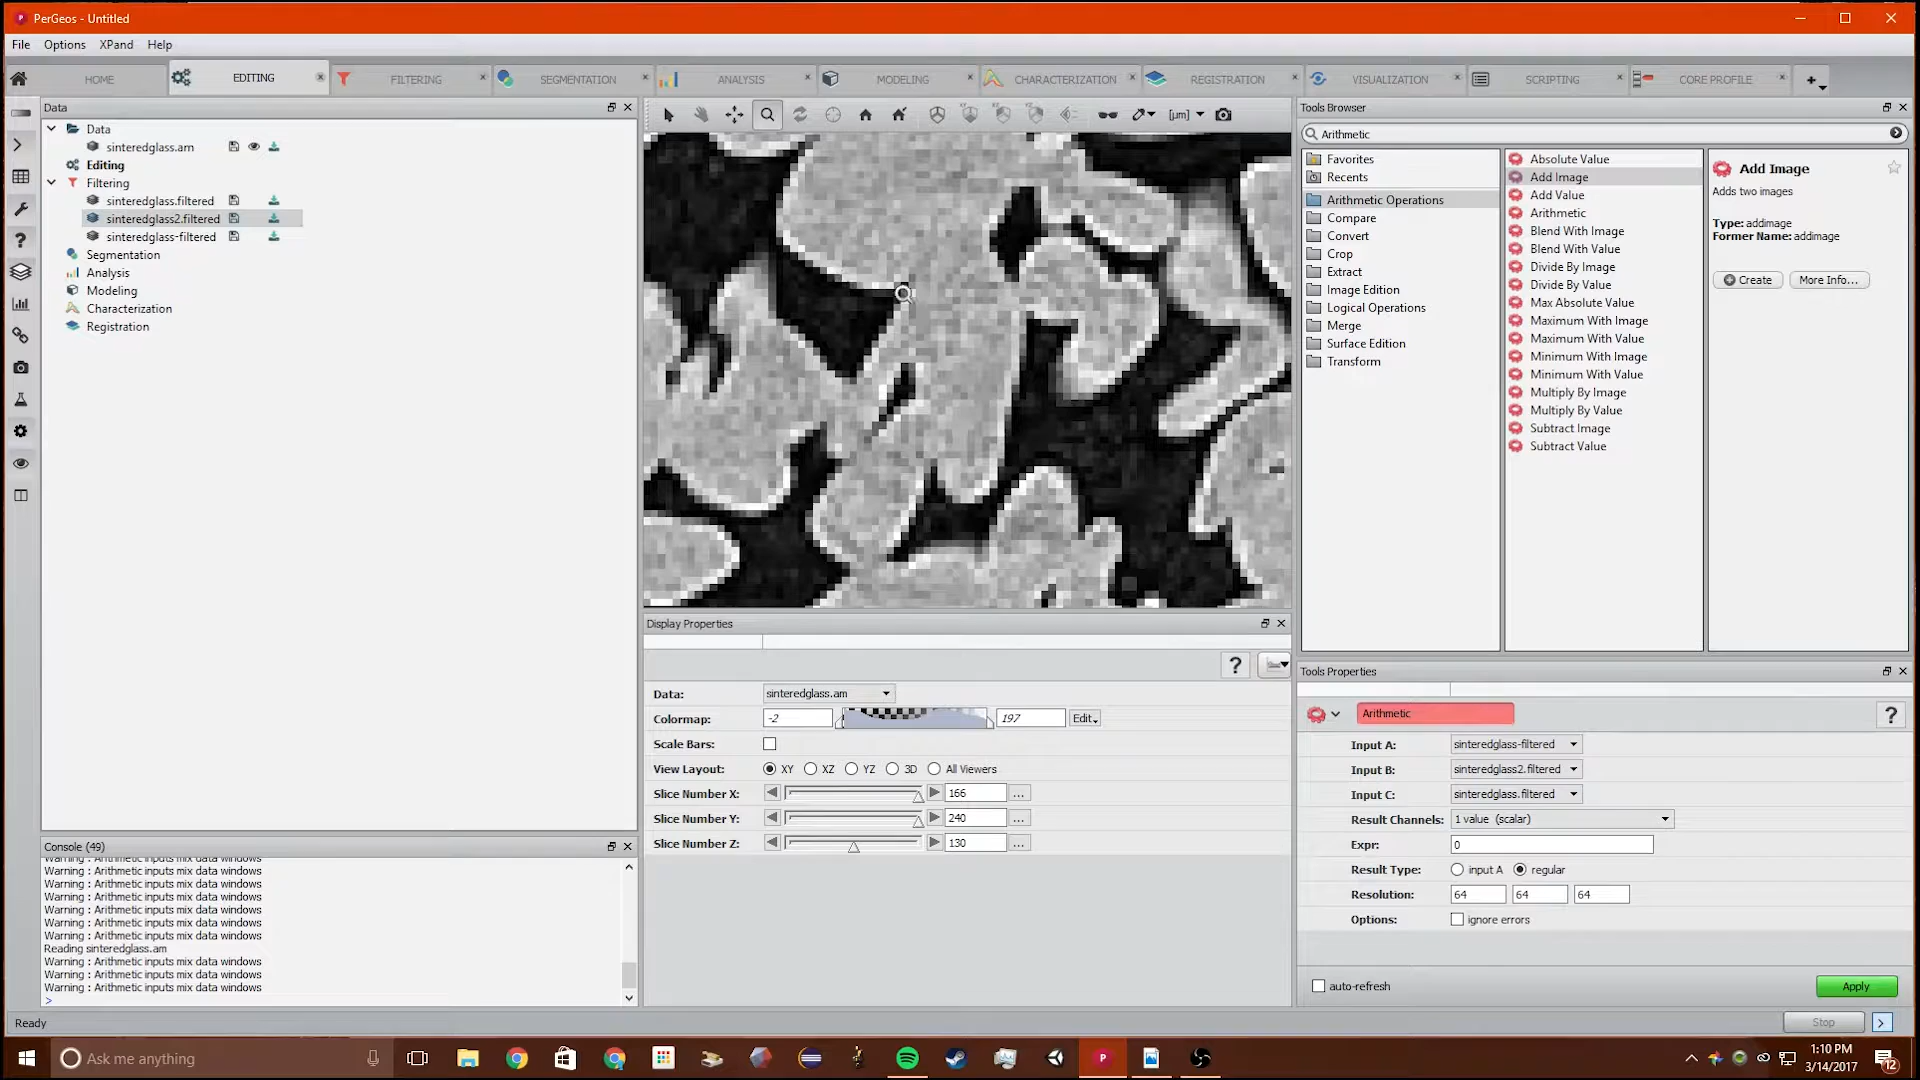 PerGeos - Untitled
File Options XPand Help
HOME EDITING FILTERING SEGMENTATION ANALYSIS MODELING CHARACTERIZATION REGISTRATION VISUALIZATION SCRIPTING CORE PROFILE
Data
Data
sinteredglass.am
Editing
Filtering
sinteredglass.filtered
sinteredglass2.filtered
sinteredglass-filtered
Segmentation
Analysis
Modeling
Characterization
Registration
Console (49)
Warning : Arithmetic inputs mix data windows
Warning : Arithmetic inputs mix data windows
Warning : Arithmetic inputs mix data windows
Warning : Arithmetic inputs mix data windows
Warning : Arithmetic inputs mix data windows
Warning : Arithmetic inputs mix data windows
Warning : Arithmetic inputs mix data windows
Reading sinteredglass.am
Warning : Arithmetic inputs mix data windows
Warning : Arithmetic inputs mix data windows
Warning : Arithmetic inputs mix data windows
>
[µm]
Display Properties
?
Data: sinteredglass.am
Colormap: -2 197 Edit
Scale Bars:
View Layout: XY XZ YZ 3D All Viewers
Slice Number X: 166 ...
Slice Number Y: 240 ...
Slice Number Z: 130 ...
Tools Browser
Arithmetic
Favorites
Recents
Arithmetic Operations
Compare
Convert
Crop
Extract
Image Edition
Logical Operations
Merge
Surface Edition
Transform
Absolute Value
Add Image
Add Value
Arithmetic
Blend With Image
Blend With Value
Divide By Image
Divide By Value
Max Absolute Value
Maximum With Image
Maximum With Value
Minimum With Image
Minimum With Value
Multiply By Image
Multiply By Value
Subtract Image
Subtract Value
Add Image
Adds two images
Type: addimage
Former Name: addimage
Create More Info...
Tools Properties
Arithmetic ?
Input A: sinteredglass-filtered
Input B: sinteredglass2.filtered
Input C: sinteredglass.filtered
Result Channels: 1 value (scalar)
Expr: 0
Result Type: input A regular
Resolution: 64 64 64
Options: ignore errors
auto-refresh Apply
Ready Stop
Ask me anything
1:10 PM
3/14/2017
12